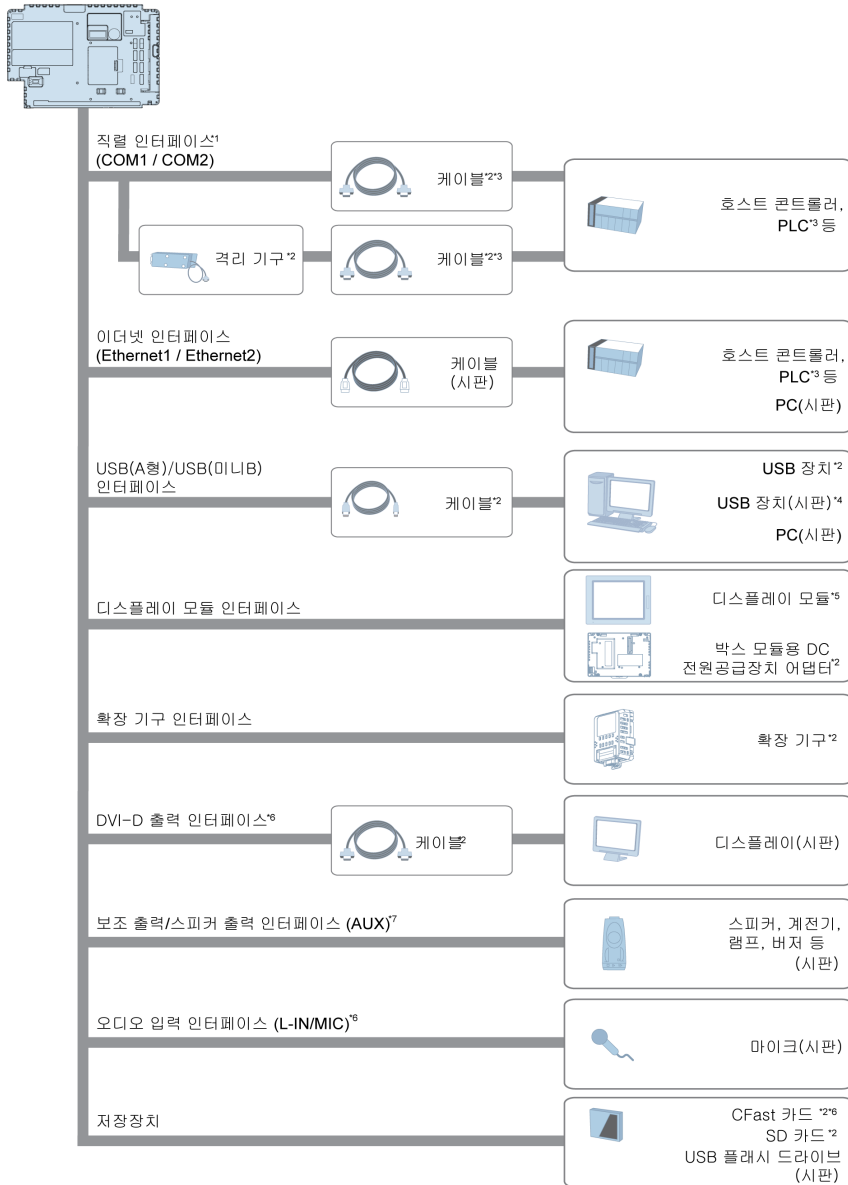 직렬 인터페이스*1
(COM1 / COM2)
케이블*2*3
호스트 콘트롤러,
PLC*3 등
격리 기구*2
케이블*2*3
이더넷 인터페이스
(Ethernet1 / Ethernet2)
케이블
(시판)
호스트 콘트롤러,
PLC*3 등
PC(시판)
USB(A형)/USB(미니B)
인터페이스
케이블*2
USB 장치*2
USB 장치(시판)*4
PC(시판)
디스플레이 모듈 인터페이스
디스플레이 모듈*5
박스 모듈용 DC
전원공급장치 어댑터*2
확장 기구 인터페이스
확장 기구*2
DVI-D 출력 인터페이스*6
케이블*2
디스플레이(시판)
보조 출력/스피커 출력 인터페이스 (AUX)*7
스피커, 계전기,
램프, 버저 등
(시판)
오디오 입력 인터페이스 (L-IN/MIC)*6
마이크(시판)
저장장치
CFast 카드 *2*6
SD 카드 *2
USB 플래시 드라이브
(시판)